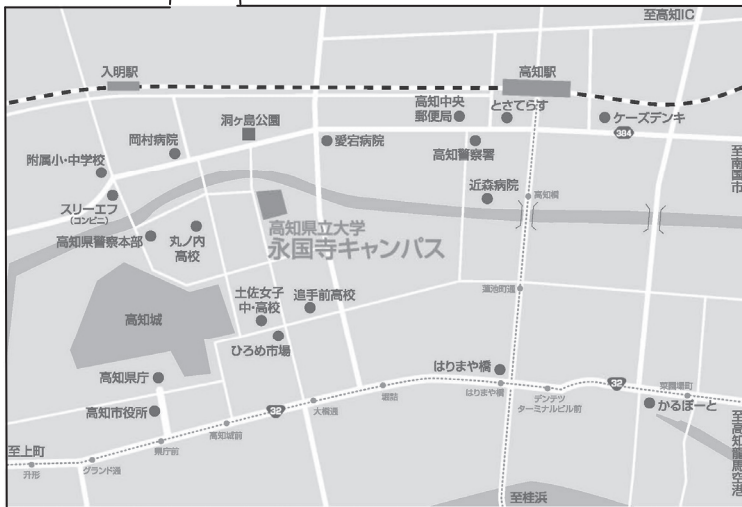 至高知IC
入明駅
高知駅
高知中央
郵便局
とさてらす
ケーズデンキ
384
洞ヶ島公園
岡村病院
愛宕病院
高知警察署
附属小・中学校
至南国市
近森病院
高知橋
スリーエフ
(コンビニ)
高知県警察本部
丸ノ内
高校
高知県立大学
永国寺キャンパス
土佐女子
中・高校
追手前高校
蓮池町通
高知城
ひろめ市場
高知県庁
はりまや橋
はりまや橋
デンテツ
ターミナルビル前
32
菜園場町
かるぽーと
堀詰
大橋通
32
高知市役所
高知城前
県庁前
グランド通
至上町
升形
至高知龍馬空港
至桂浜